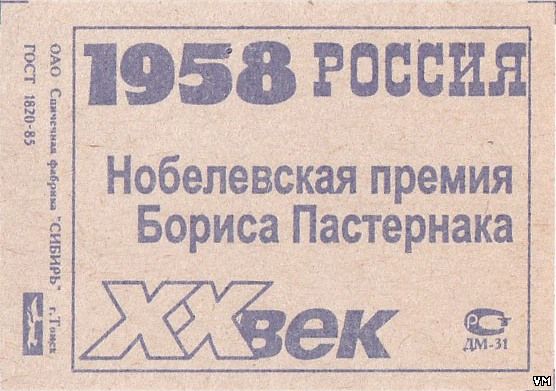 1958 РОССИЯ
Нобелевская премия
Бориса Пастернака
XX век
РСТ
ДМ-31
ОАО Спичечная фабрика "СИБИРЬ" г. Томск
ГОСТ 1820-85
VM